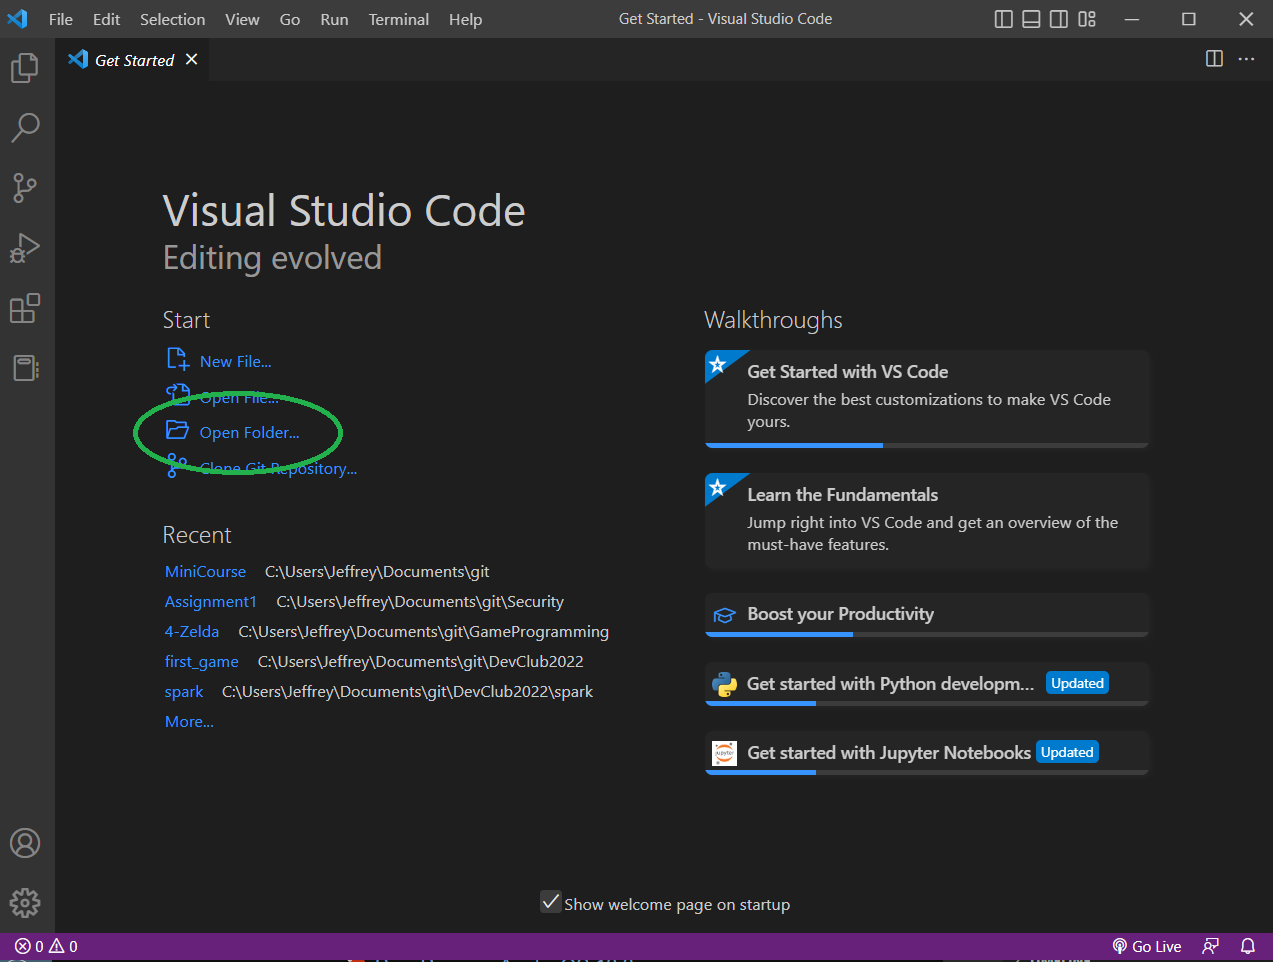 File Edit Selection View Go Run Terminal Help Get Started - Visual Studio Code
Get Started
Visual Studio Code
Editing evolved
Start
New File...
Open File...
Open Folder...
Clone Git Repository...
Recent
MiniCourse C:\Users\Jeffrey\Documents\git
Assignment1 C:\Users\Jeffrey\Documents\git\Security
4-Zelda C:\Users\Jeffrey\Documents\git\GameProgramming
first_game C:\Users\Jeffrey\Documents\git\DevClub2022
spark C:\Users\Jeffrey\Documents\git\DevClub2022\spark
More...
Walkthroughs
Get Started with VS Code
Discover the best customizations to make VS Code
yours.
Learn the Fundamentals
Jump right into VS Code and get an overview of the
must-have features.
Boost your Productivity
Get started with Python developm... Updated
jupyter
Get started with Jupyter Notebooks Updated
Show welcome page on startup
0 0 Go Live